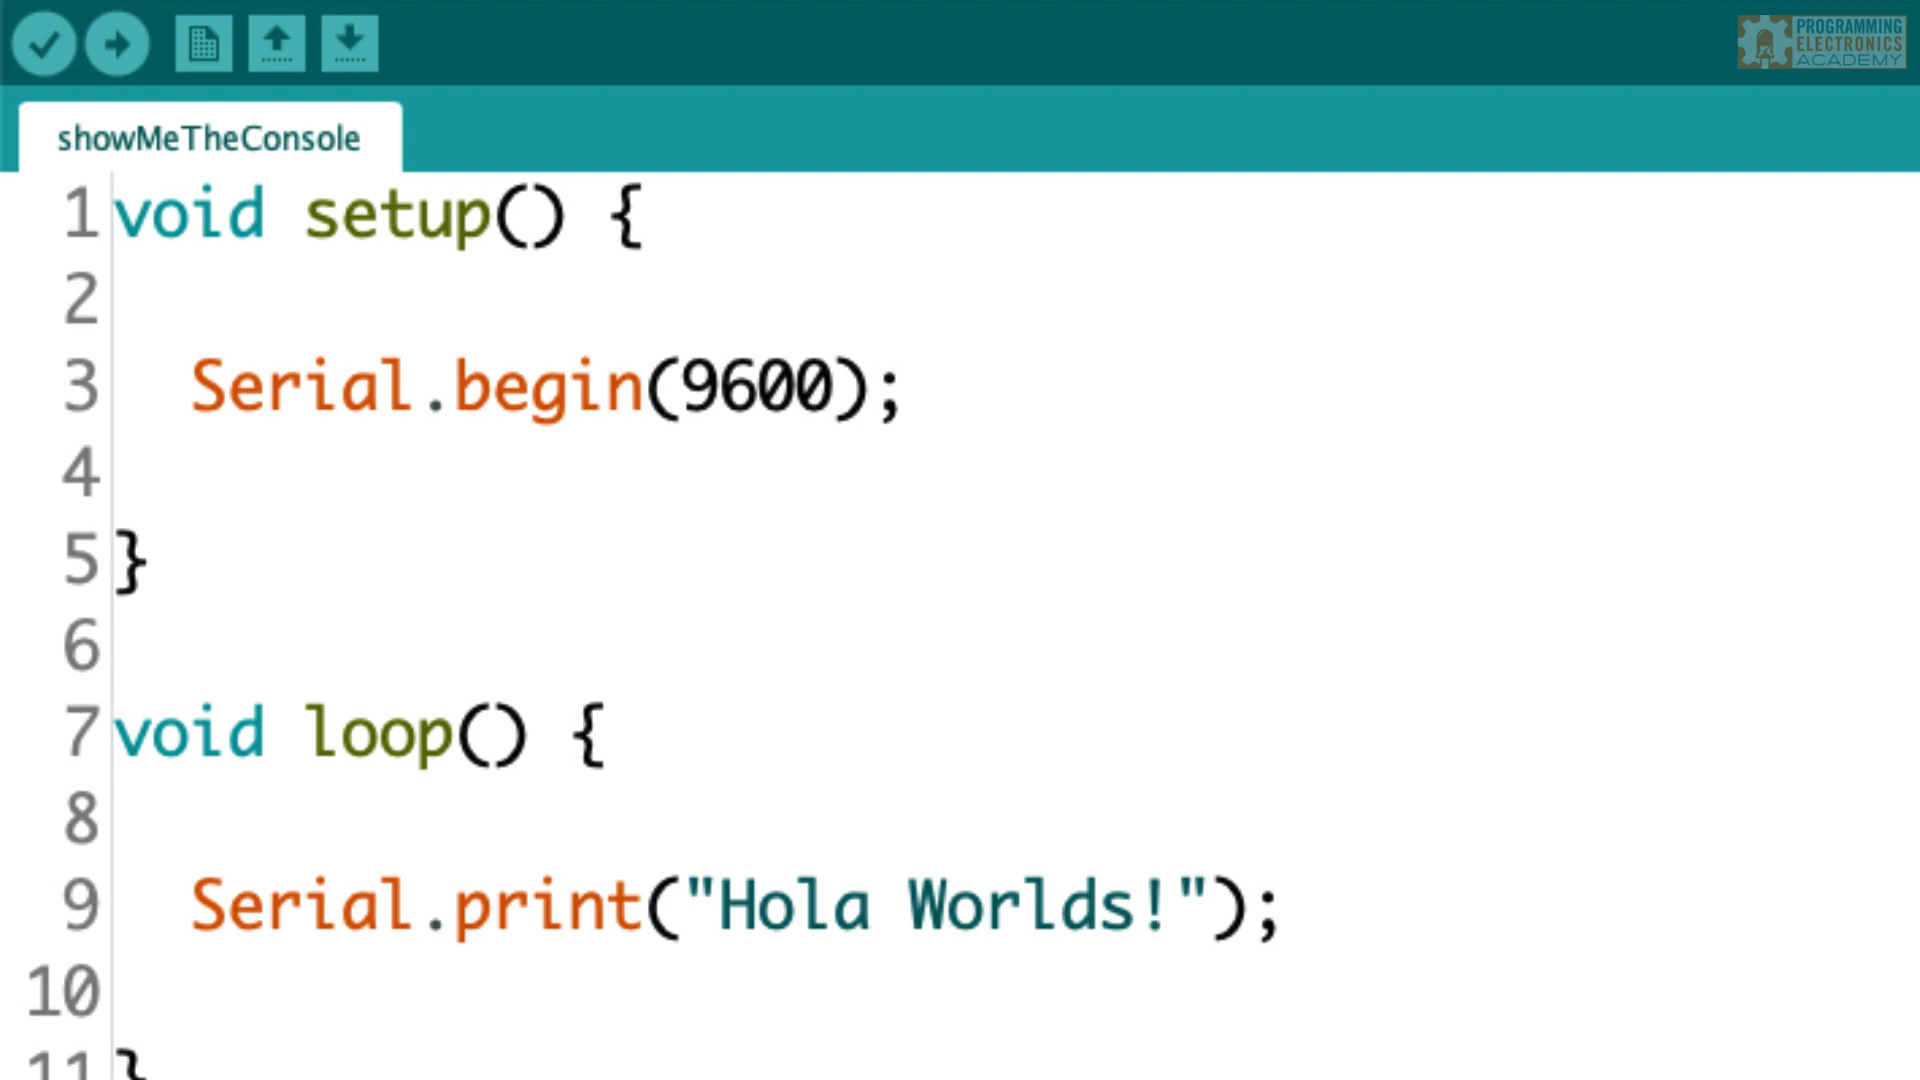 PROGRAMMING
ELECTRONICS
ACADEMY
showMeTheConsole
1 void setup() {
2
3 Serial.begin(9600);
4
5 }
6
7 void loop() {
8
9 Serial.print("Hola Worlds!");
10
11 }